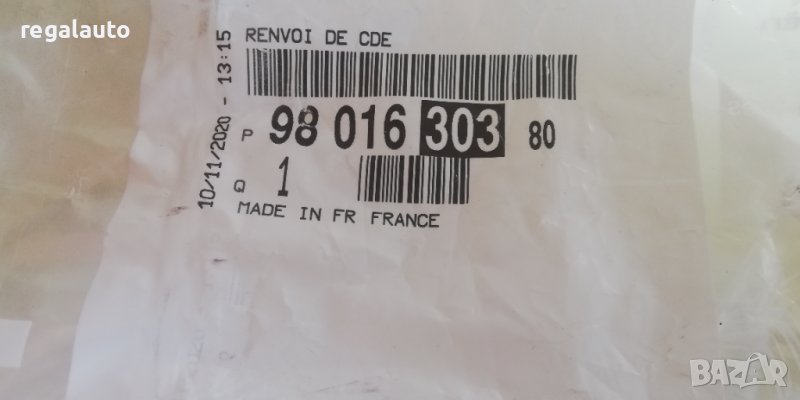 regalauto
RENVOI DE CDE
10/11/2020 - 13:15
P 98 016 303 80
Q 1
MADE IN FR FRANCE
BAZAR